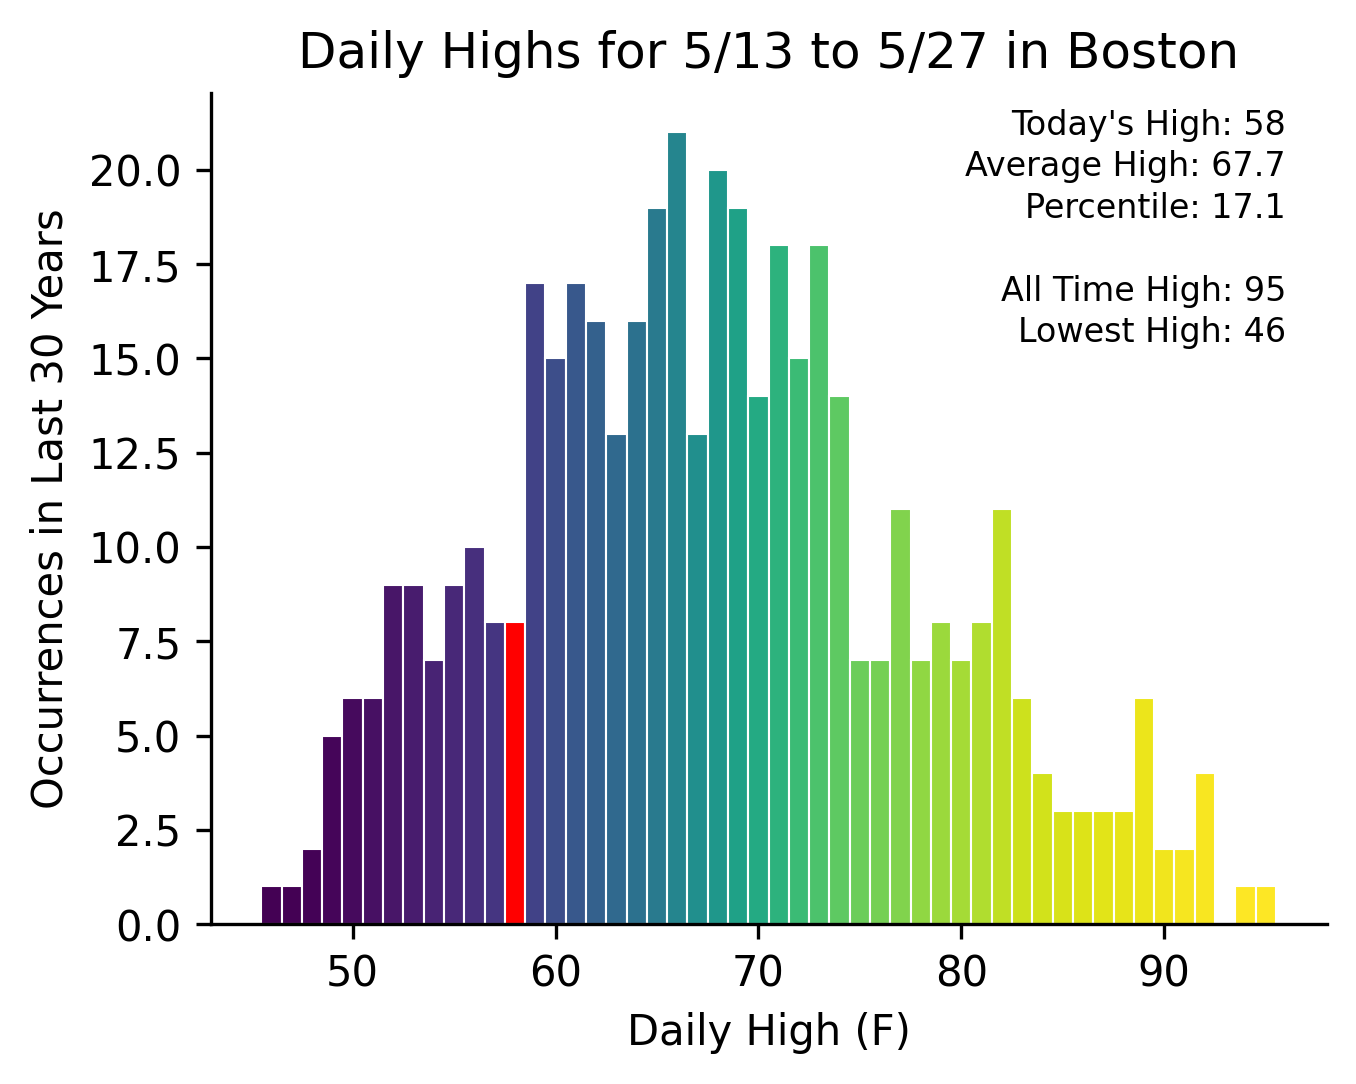 Daily Highs for 5/13 to 5/27 in Boston
Today's High: 58
Average High: 67.7
Percentile: 17.1
All Time High: 95
Lowest High: 46
Occurrences in Last 30 Years
20.0
17.5
15.0
12.5
10.0
7.5
5.0
2.5
0.0
50 60 70 80 90
Daily High (F)